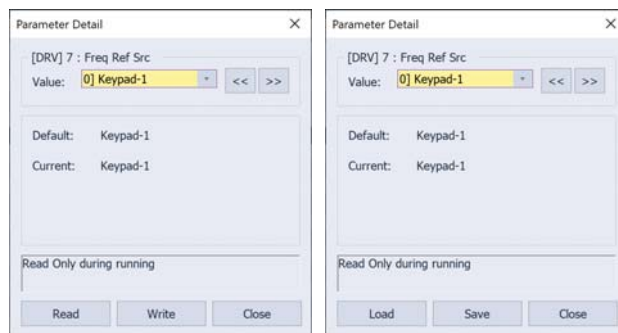 Parameter Detail
[DRV] 7 : Freq Ref Src
Value: 0] Keypad-1 << >>
Default: Keypad-1
Current: Keypad-1
Read Only during running
Read Write Close
Parameter Detail
[DRV] 7 : Freq Ref Src
Value: 0] Keypad-1 << >>
Default: Keypad-1
Current: Keypad-1
Read Only during running
Load Save Close